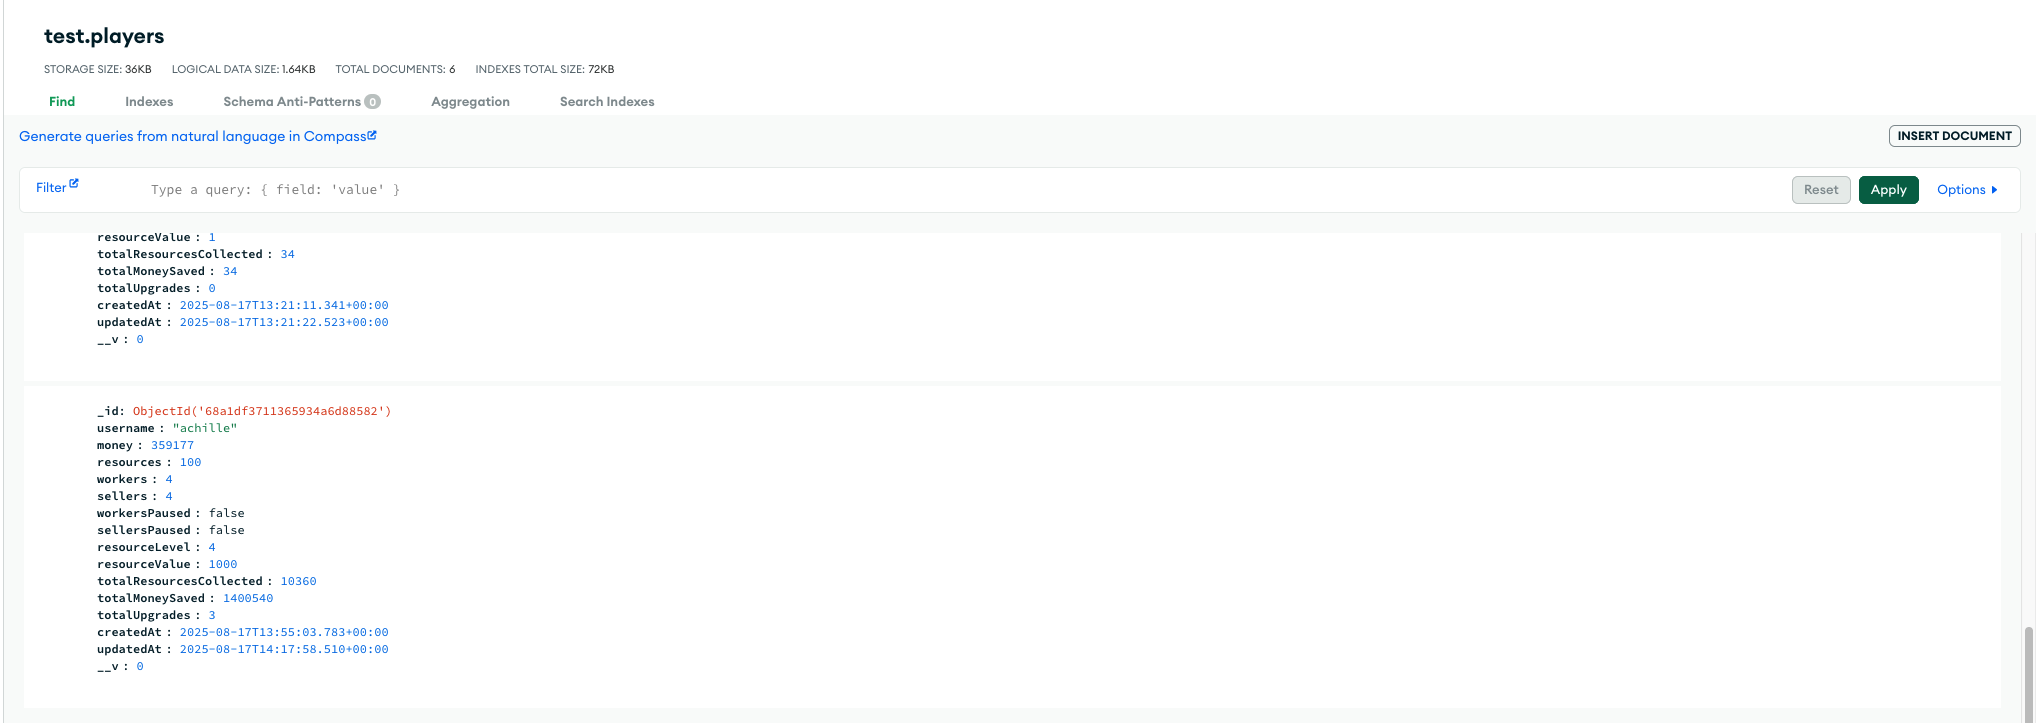 test.players
STORAGE SIZE: 36KB LOGICAL DATA SIZE: 1.64KB TOTAL DOCUMENTS: 6 INDEXES TOTAL SIZE: 72KB
Find Indexes Schema Anti-Patterns 0 Aggregation Search Indexes
Generate queries from natural language in Compass
INSERT DOCUMENT
Filter Type a query: { field: 'value' } Reset Apply Options
resourceValue : 1
totalResourcesCollected : 34
totalMoneySaved : 34
totalUpgrades : 0
createdAt : 2025-08-17T13:21:11.341+00:00
updatedAt : 2025-08-17T13:21:22.523+00:00
__v : 0
_id: ObjectId('68a1df3711365934a6d88582')
username : "achille"
money : 359177
resources : 100
workers : 4
sellers : 4
workersPaused : false
sellersPaused : false
resourceLevel : 4
resourceValue : 1000
totalResourcesCollected : 10360
totalMoneySaved : 1400540
totalUpgrades : 3
createdAt : 2025-08-17T13:55:03.783+00:00
updatedAt : 2025-08-17T14:17:58.510+00:00
__v : 0